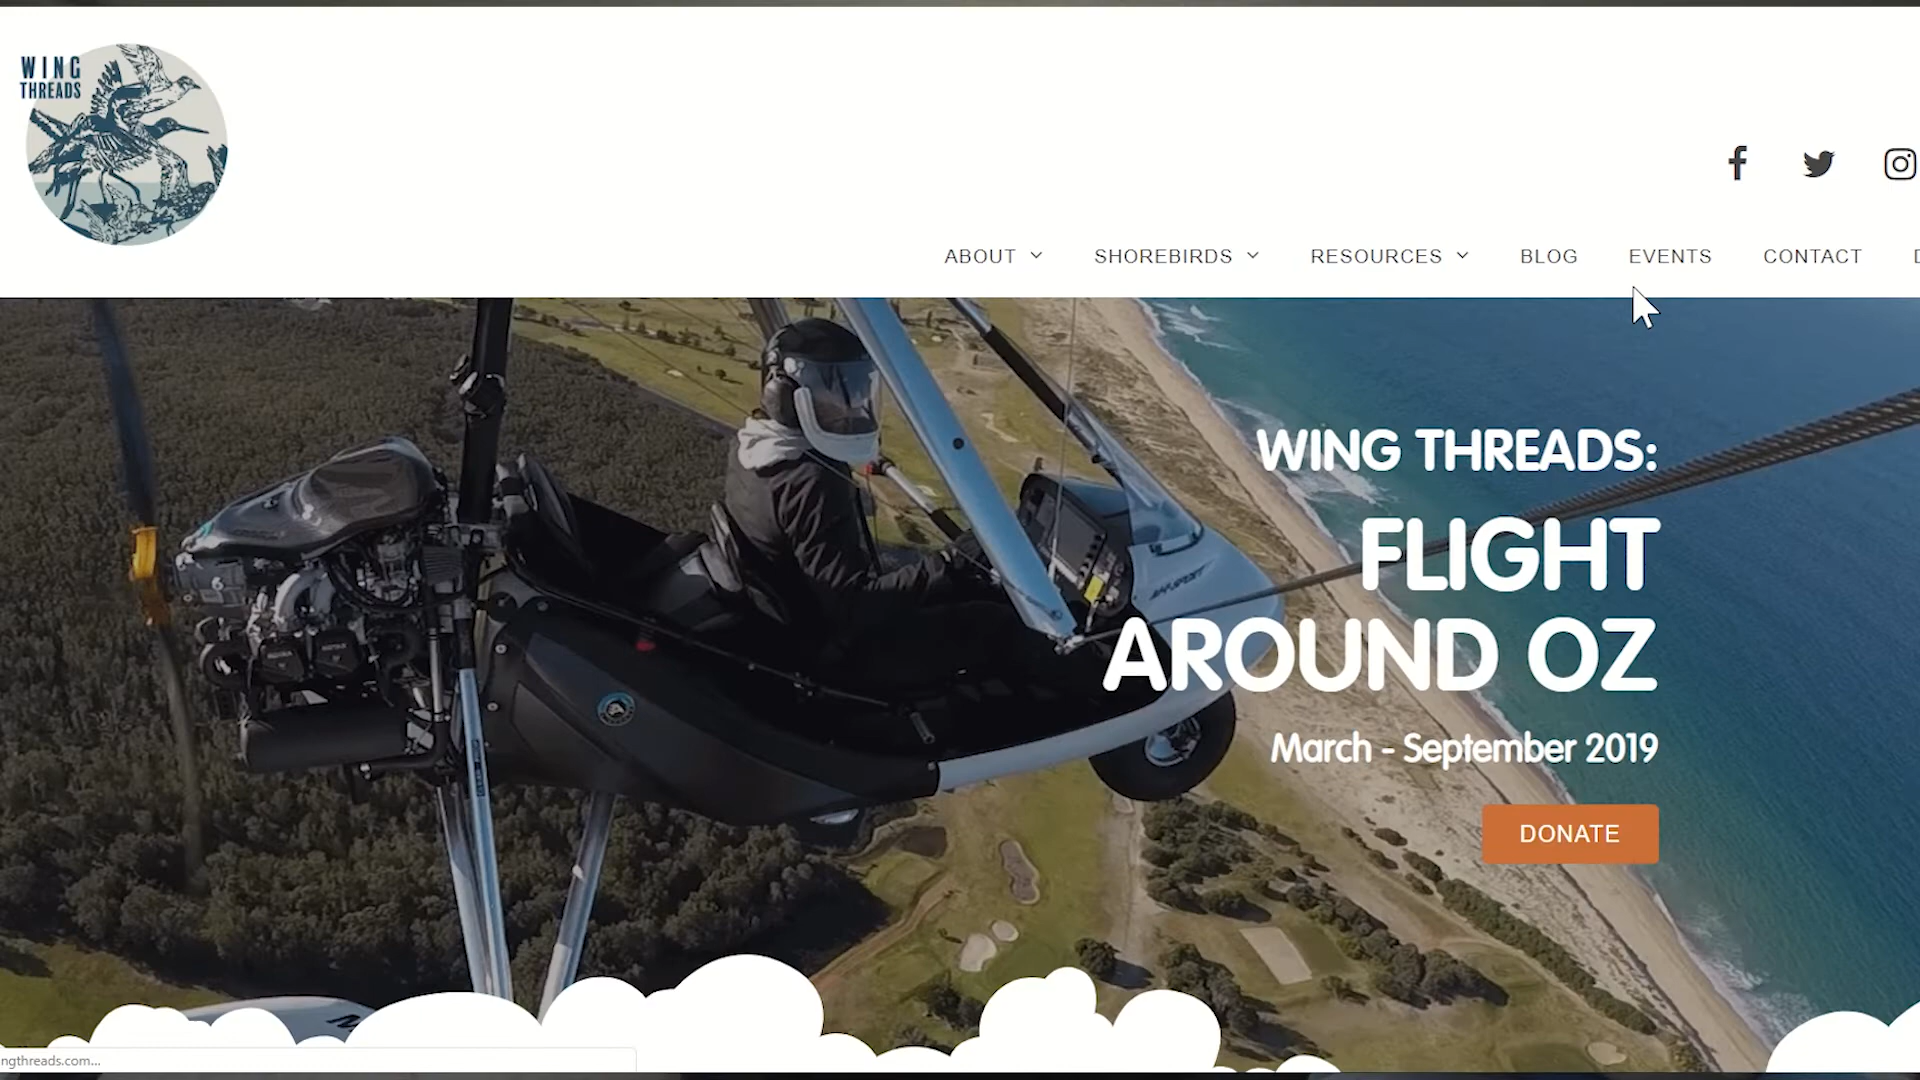 WING
THREADS
ABOUT
SHOREBIRDS
RESOURCES
BLOG
EVENTS
CONTACT
WING THREADS:
FLIGHT
AROUND OZ
March - September 2019
DONATE
ngthreads.com...